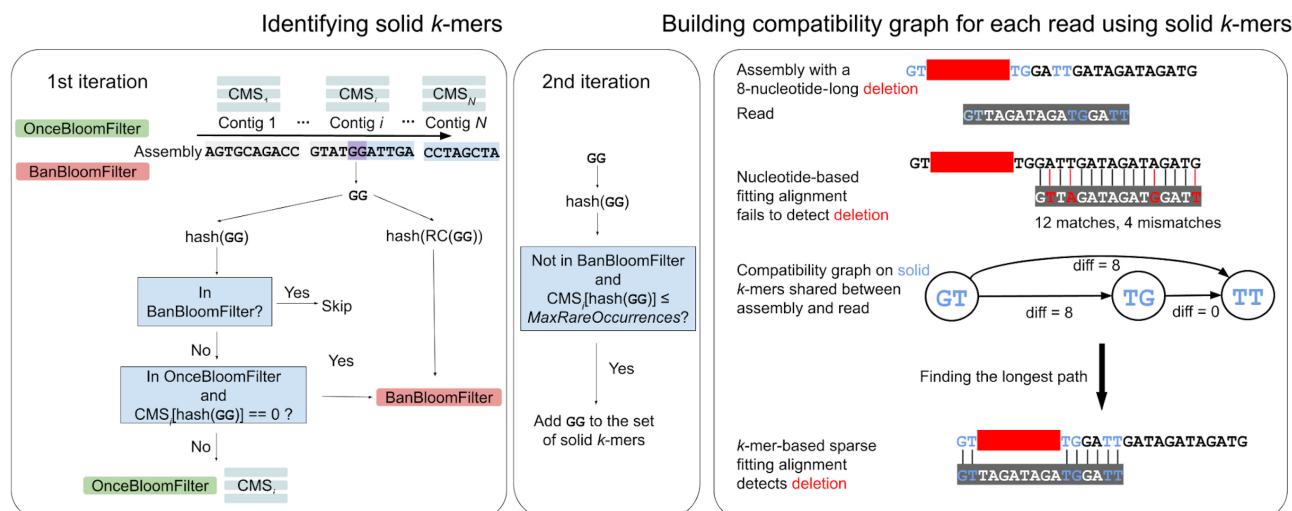 Identifying solid k-mers
Building compatibility graph for each read using solid k-mers
1st iteration
CMS1
CMSi
CMSN
Contig 1 ... Contig i ... Contig N
OnceBloomFilter
Assembly AGTGCAGACC GTATGGATTGA CCTAGCTA
BanBloomFilter
GG
hash(GG)
hash(RC(GG))
In
BanBloomFilter?
Yes
Skip
No
Yes
In OnceBloomFilter
and
CMSi[hash(GG)] == 0 ?
BanBloomFilter
No
OnceBloomFilter
CMSi
2nd iteration
GG
hash(GG)
Not in BanBloomFilter
and
CMSi[hash(GG)] ≤
MaxRareOccurrences?
Yes
Add GG to the set
of solid k-mers
Assembly with a
8-nucleotide-long deletion
GT TGGATTGATAGATAGATG
Read
GTTAGATAGATGGATT
GT TGGATTGATAGATAGATG
Nucleotide-based
fitting alignment
fails to detect deletion
GTTAGATAGATGGATT
12 matches, 4 mismatches
Compatibility graph on solid
k-mers shared between
assembly and read
diff = 8
GT
TG
TT
diff = 8
diff = 0
Finding the longest path
k-mer-based sparse
fitting alignment
detects deletion
GT TGGATTGATAGATAGATG
GTTAGATAGATGGATT